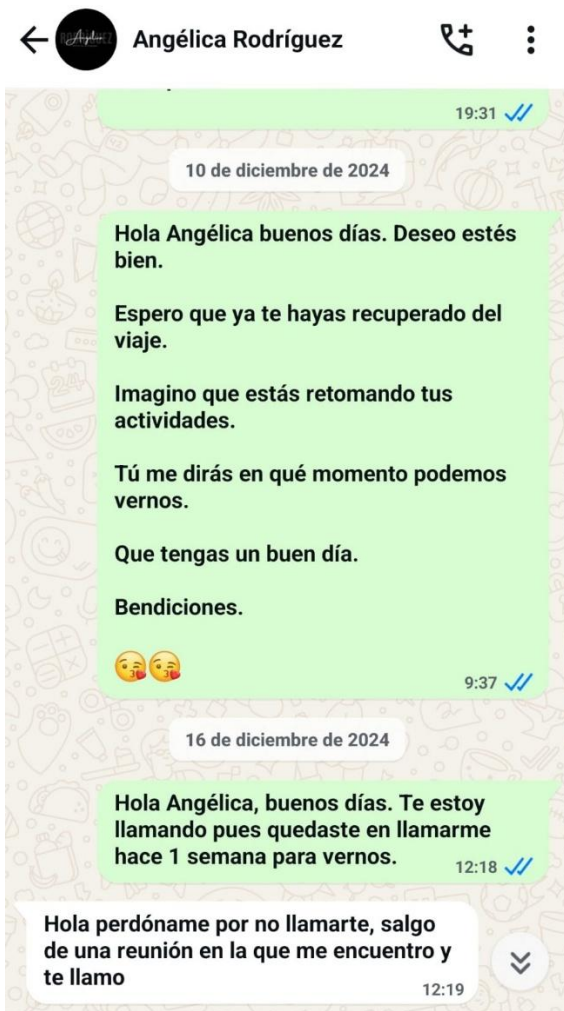 Angélica Rodríguez
19:31
10 de diciembre de 2024
Hola Angélica buenos días. Deseo estés
bien.
Espero que ya te hayas recuperado del
viaje.
Imagino que estás retomando tus
actividades.
Tú me dirás en qué momento podemos
vernos.
Que tengas un buen día.
Bendiciones.
😘😘
9:37
16 de diciembre de 2024
Hola Angélica, buenos días. Te estoy
llamando pues quedaste en llamarme
hace 1 semana para vernos.
12:18
Hola perdóname por no llamarte, salgo
de una reunión en la que me encuentro y
te llamo
12:19